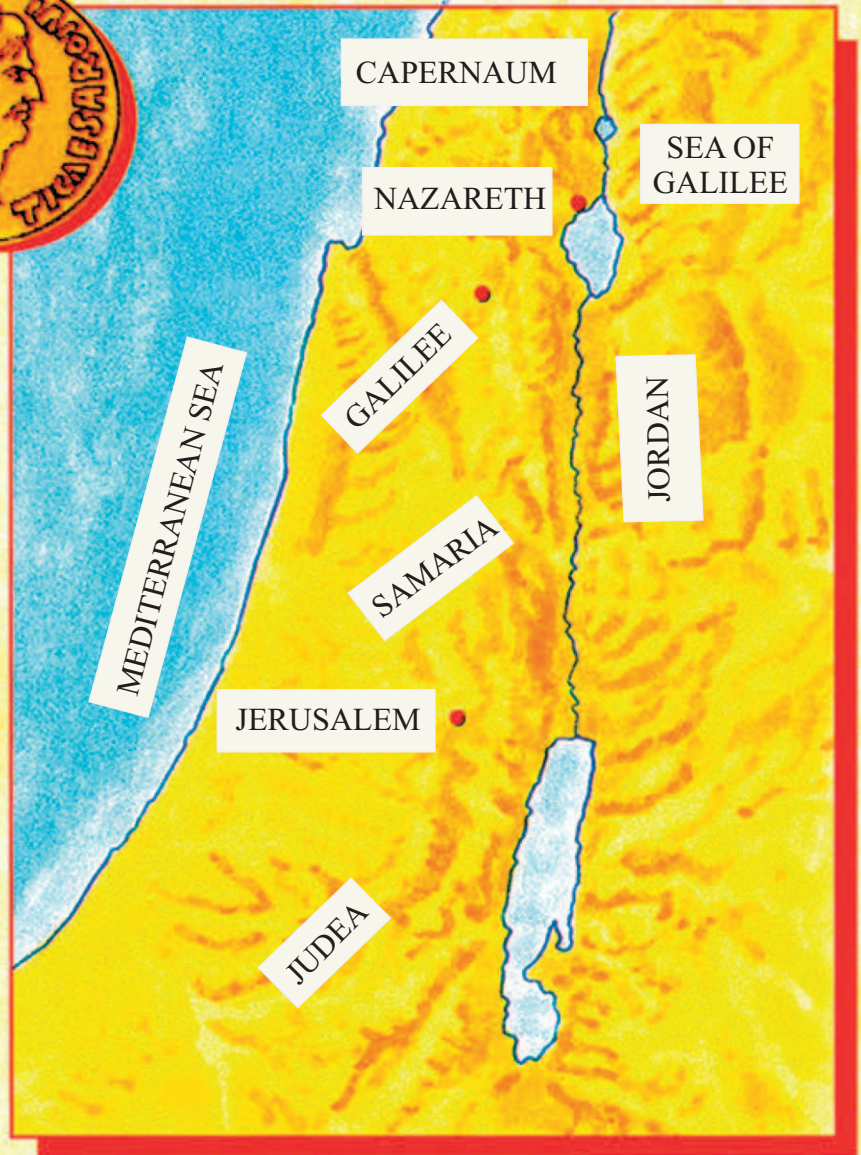 CAPERNAUM
SEA OF
GALILEE
NAZARETH
GALILEE
MEDITERRANEAN SEA
JORDAN
SAMARIA
JERUSALEM
JUDEA